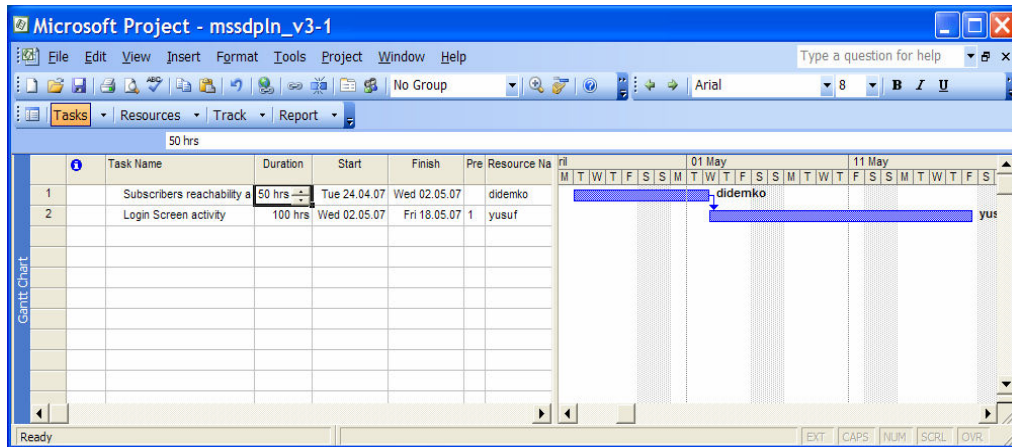 Microsoft Project - mssdpln_v3-1
File Edit View Insert Format Tools Project Window Help Type a question for help
No Group Arial 8 B I U
Tasks Resources Track Report
50 hrs
Task Name Duration Start Finish Pre Resource Na ril 01 May 11 May
M T W T F S S M T W T F S S M T W T F S S M T W T F S
1 Subscribers reachability a 50 hrs Tue 24.04.07 Wed 02.05.07 didemko didemko
2 Login Screen activity 100 hrs Wed 02.05.07 Fri 18.05.07 1 yusuf yus
Gantt Chart
Ready EXT CAPS NUM SCRL OVR